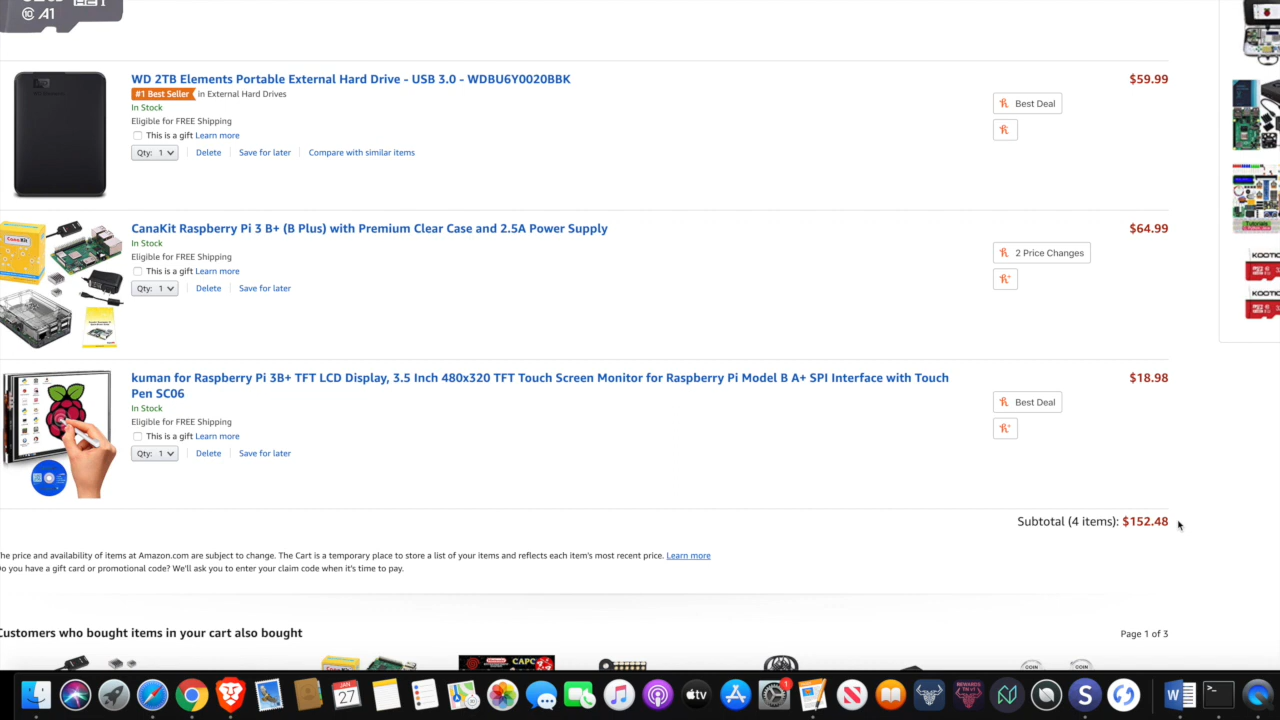 A1
WD 2TB Elements Portable External Hard Drive - USB 3.0 - WDBU6Y0020BBK
$59.99
#1 Best Seller in External Hard Drives
Best Deal
In Stock
Eligible for FREE Shipping
This is a gift Learn more
Qty: 1 Delete Save for later Compare with similar items
CanaKit Raspberry Pi 3 B+ (B Plus) with Premium Clear Case and 2.5A Power Supply
$64.99
In Stock
2 Price Changes
Eligible for FREE Shipping
This is a gift Learn more
Qty: 1 Delete Save for later
kuman for Raspberry Pi 3B+ TFT LCD Display, 3.5 Inch 480x320 TFT Touch Screen Monitor for Raspberry Pi Model B A+ SPI Interface with Touch
Pen SC06
$18.98
In Stock
Best Deal
Eligible for FREE Shipping
This is a gift Learn more
Qty: 1 Delete Save for later
Subtotal (4 items): $152.48
he price and availability of items at Amazon.com are subject to change. The Cart is a temporary place to store a list of your items and reflects each item's most recent price. Learn more
o you have a gift card or promotional code? We'll ask you to enter your claim code when it's time to pay.
Customers who bought items in your cart also bought
Page 1 of 3
CAPC
COIN
COIN
JAN
27
tv
1
W